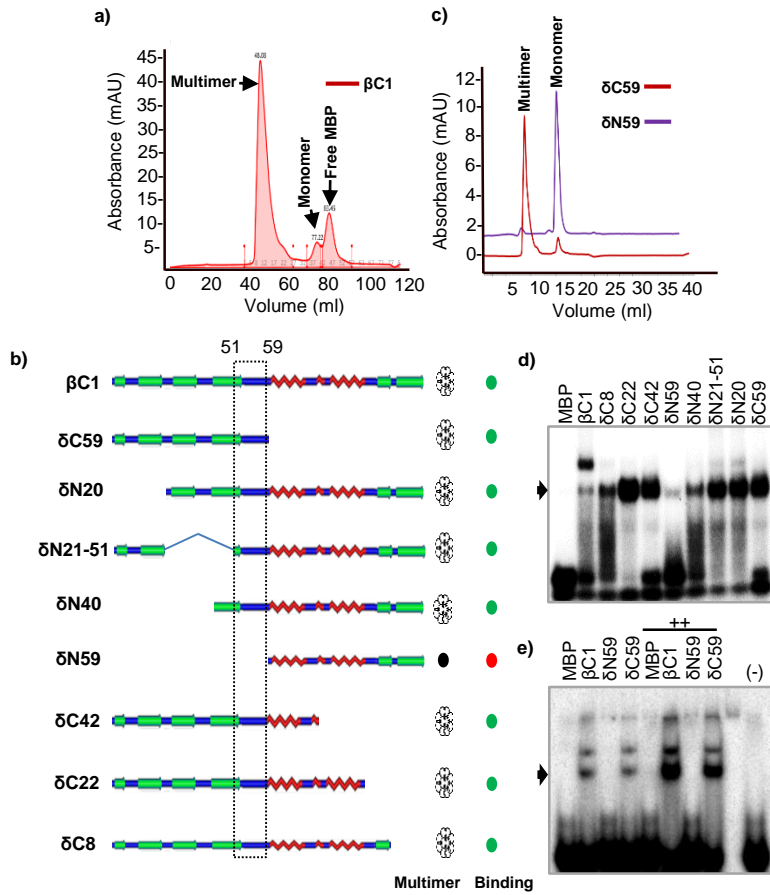 a)
Absorbance (mAU)
45
40
35
30
25
20
15
10
5
Multimer
48.08
Monomer
77.22
Free MBP
βC1
0 20 40 60 80 100 120
Volume (ml)
c)
Absorbance (mAU)
12
10
8
6
4
2
0
Multimer
Monomer
δC59
δN59
5 10 15 20 25 30 35 40
Volume (ml)
b)
51 59
βC1
δC59
δN20
δN21-51
δN40
δN59
δC42
δC22
δC8
Multimer Binding
d)
MBP βC1 δC8 δC22 δC42 δN59 δN40 δN21-51 δN20 δC59
e)
++
MBP βC1 δN59 δC59 MBP βC1 δN59 δC59 (-)